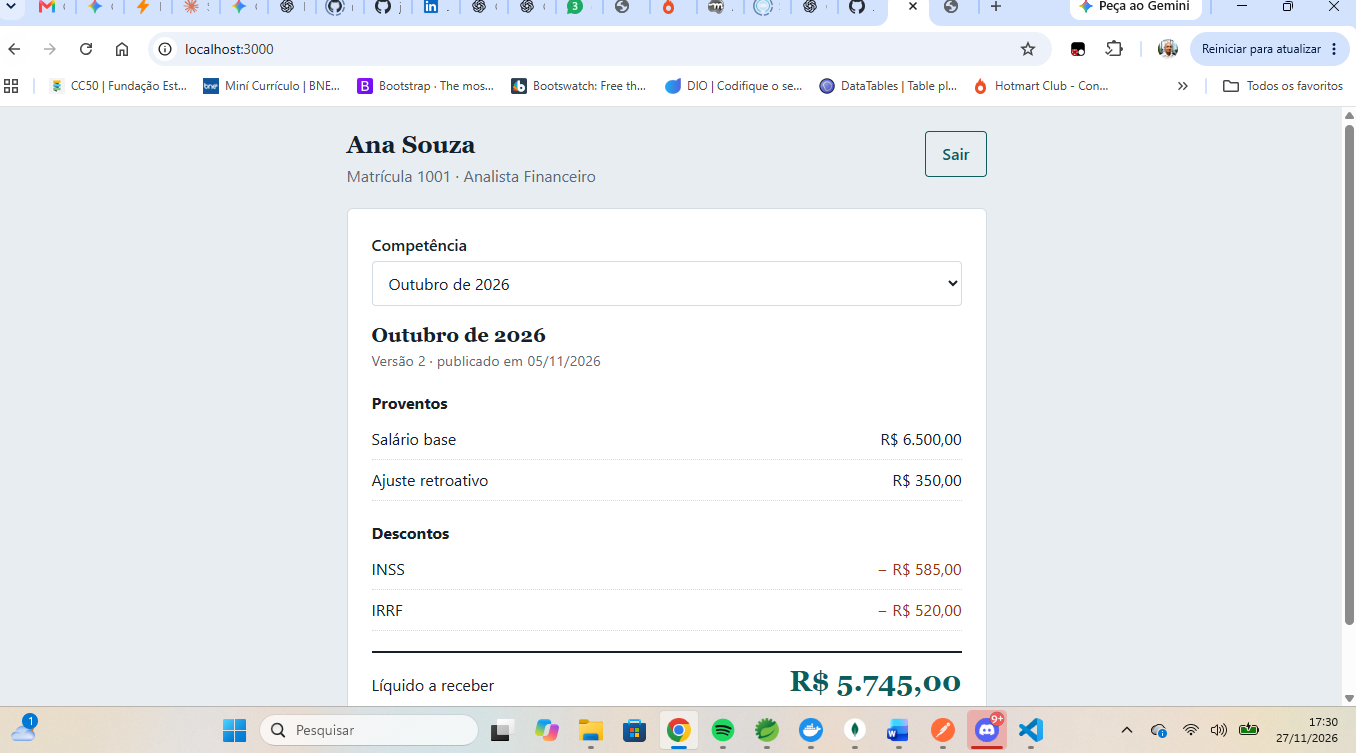 Peça ao Gemini
localhost:3000
Reiniciar para atualizar
CC50 | Fundação Est...
Miní Currículo | BNE...
Bootstrap · The mos...
Bootswatch: Free th...
DIO | Codifique o se...
DataTables | Table pl...
Hotmart Club - Con...
Todos os favoritos
Ana Souza
Sair
Matrícula 1001 · Analista Financeiro
Competência
Outubro de 2026
Outubro de 2026
Versão 2 · publicado em 05/11/2026
Proventos
Salário base R$ 6.500,00
Ajuste retroativo R$ 350,00
Descontos
INSS – R$ 585,00
IRRF – R$ 520,00
Líquido a receber R$ 5.745,00
1
Pesquisar
9+
17:30
27/11/2026